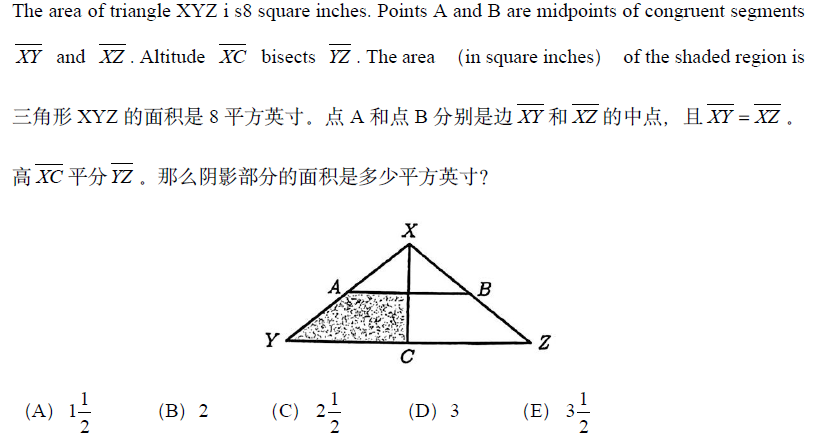 The area of triangle XYZ i s8 square inches. Points A and B are midpoints of congruent segments
XY and XZ . Altitude XC bisects YZ . The area （in square inches） of the shaded region is
三角形 XYZ 的面积是 8 平方英寸。点 A 和点 B 分别是边 XY 和 XZ 的中点，且 XY = XZ 。
高 XC 平分 YZ 。那么阴影部分的面积是多少平方英寸？
X
A B
Y C Z
（A）1 1/2 （B）2 （C）2 1/2 （D）3 （E）3 1/2